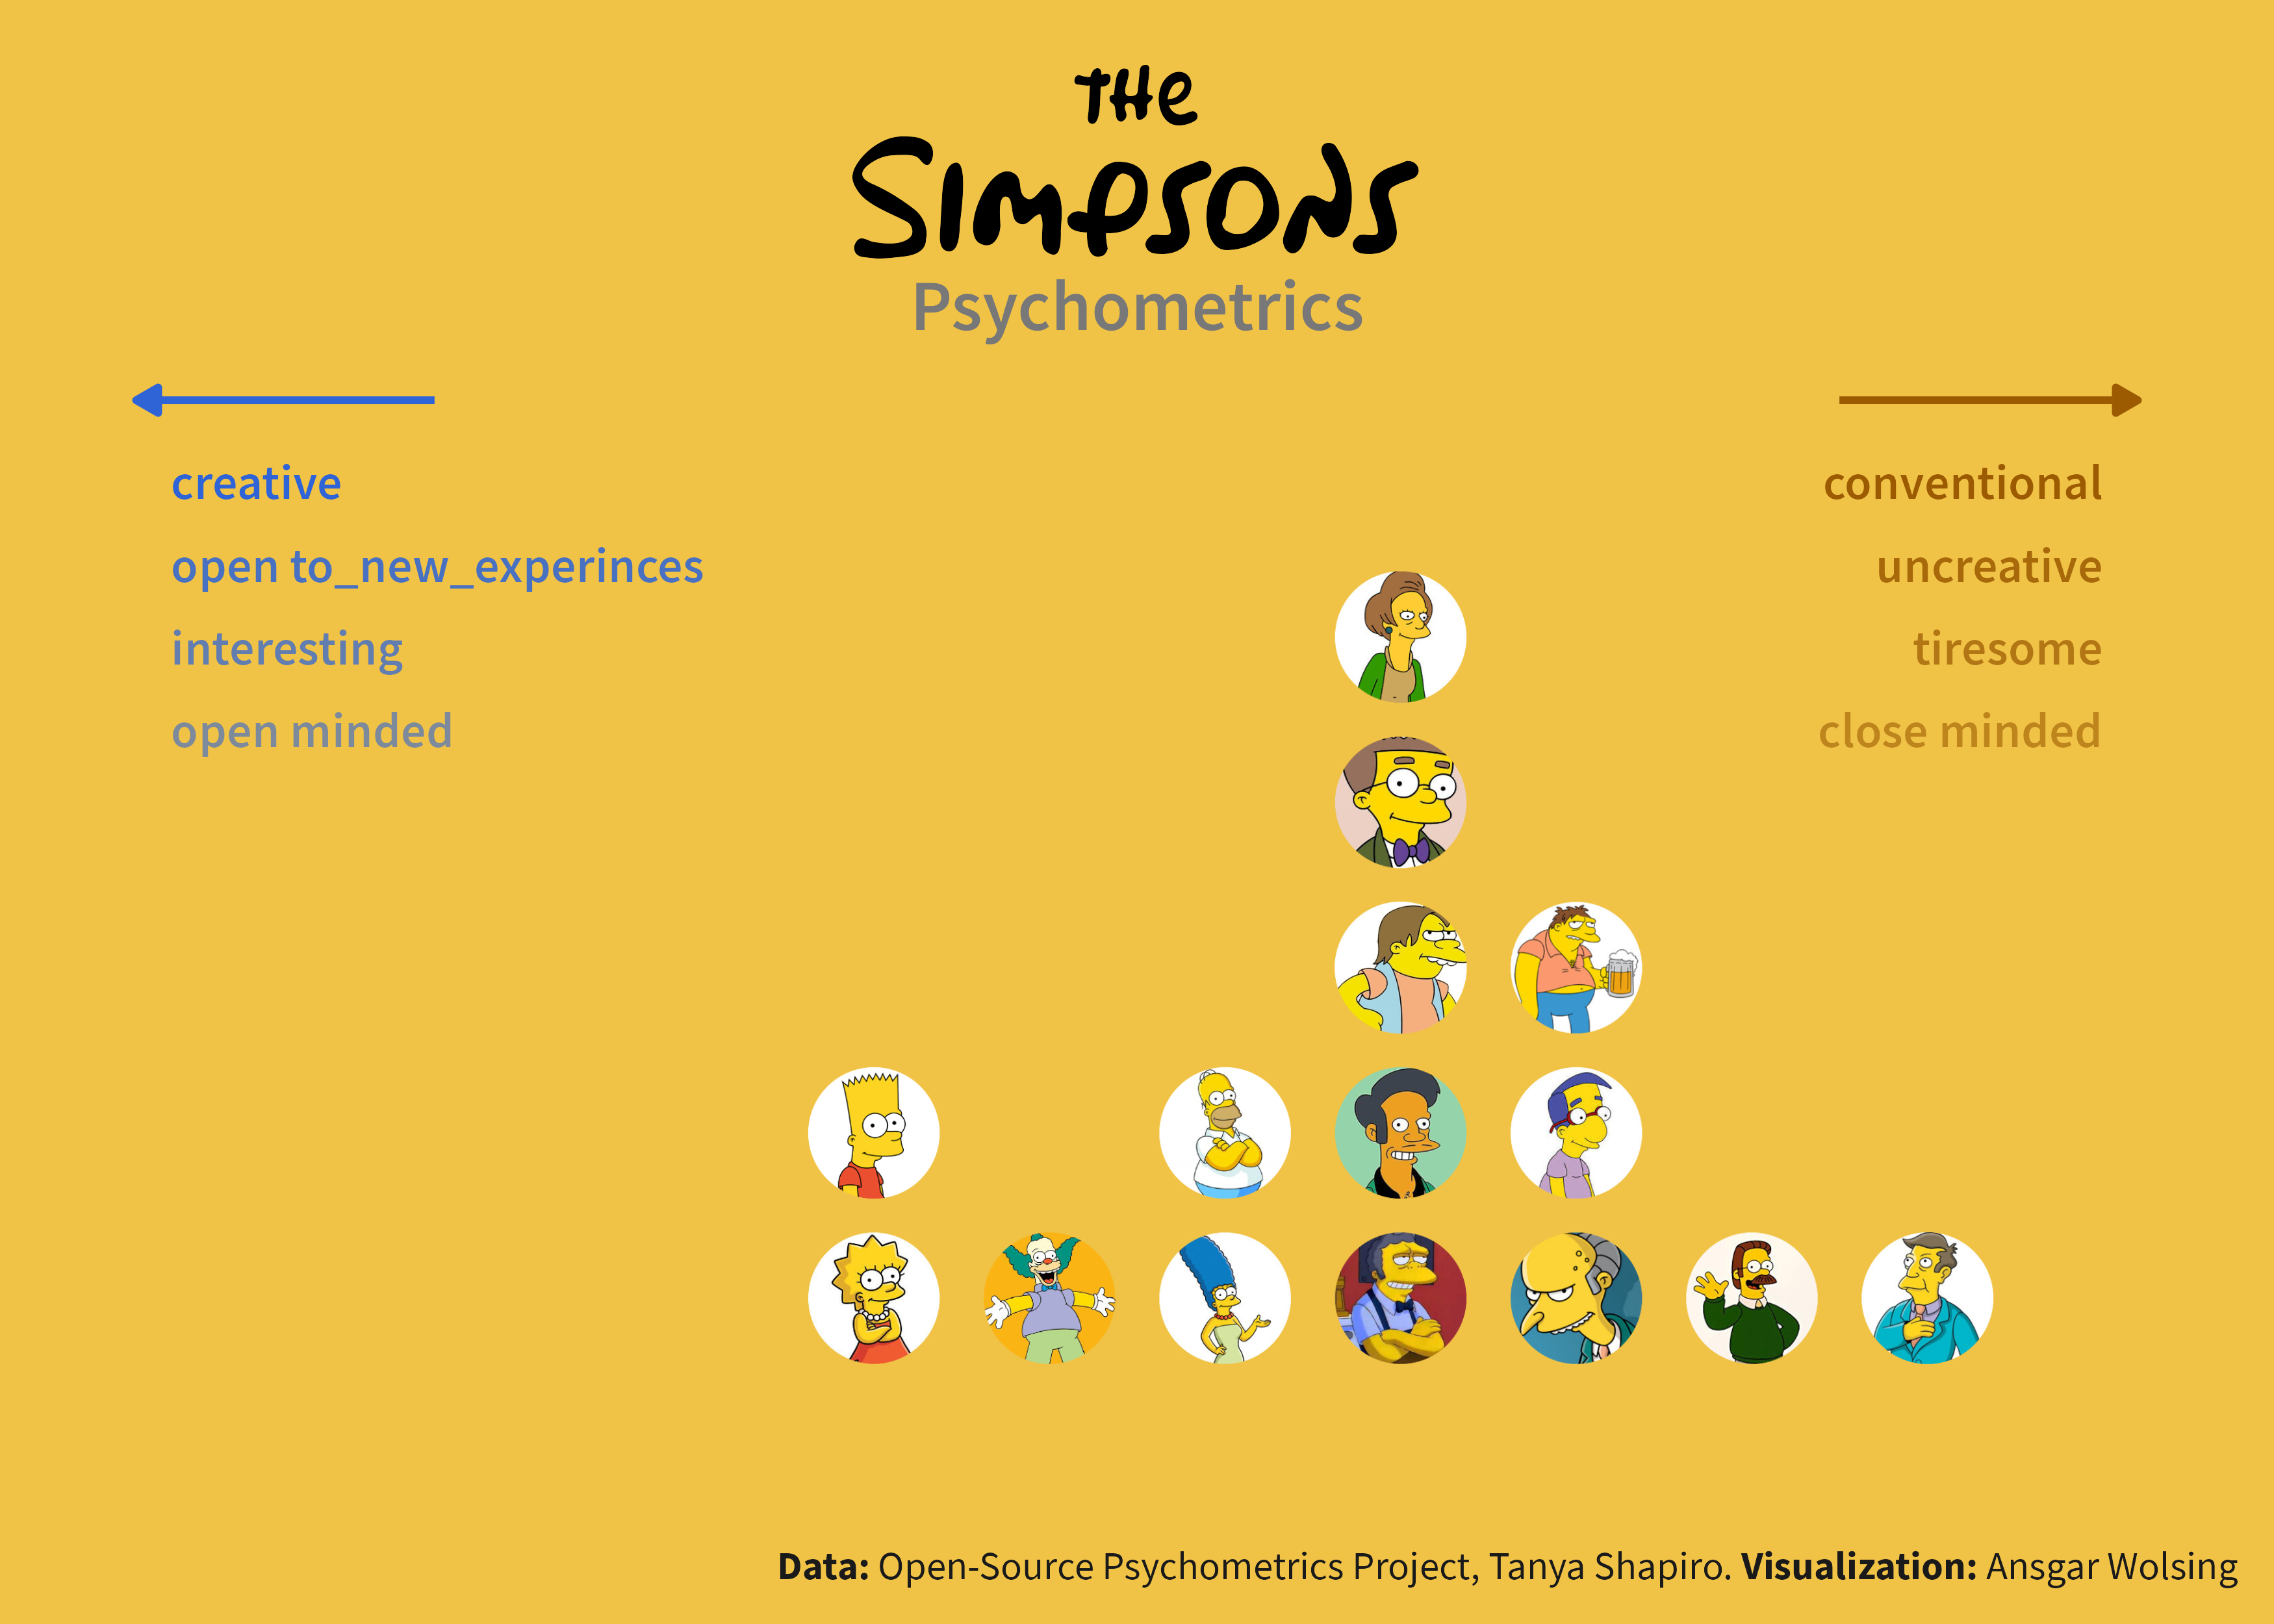 THe
SIMPSONS
Psychometrics
creative
open to_new_experinces
interesting
open minded
conventional
uncreative
tiresome
close minded
Data: Open-Source Psychometrics Project, Tanya Shapiro. Visualization: Ansgar Wolsing